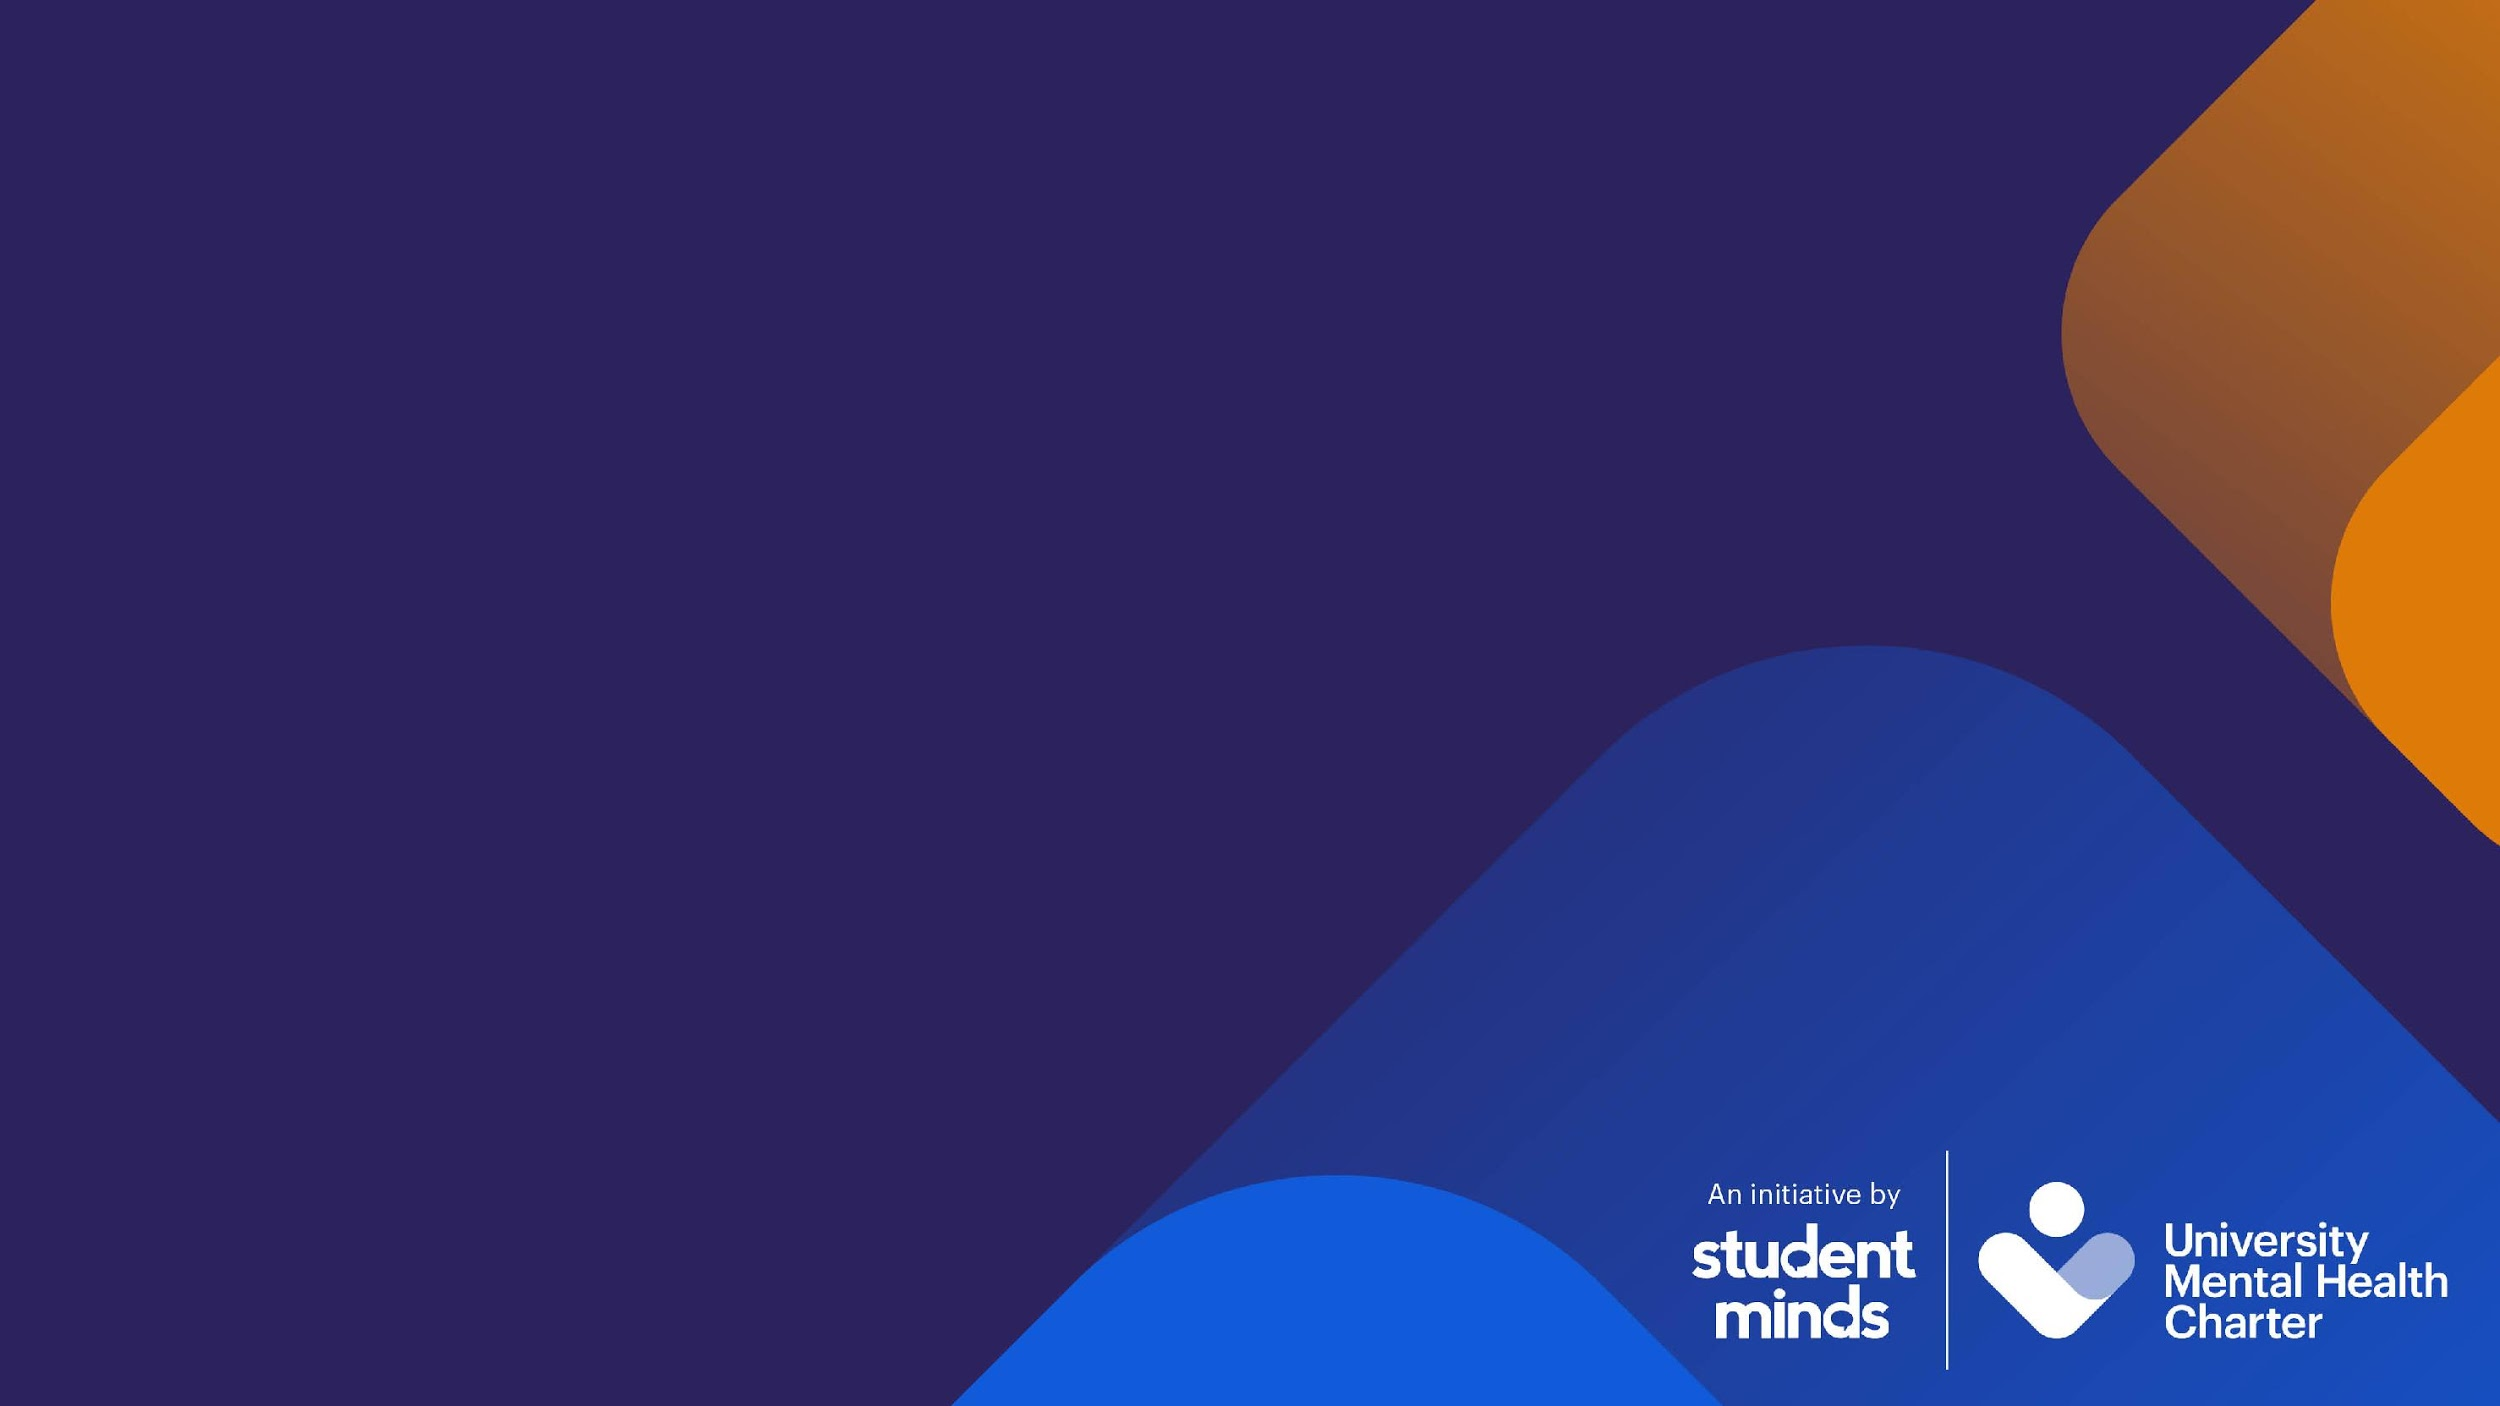 An initiative by
student
minds
University
Mental Health
Charter